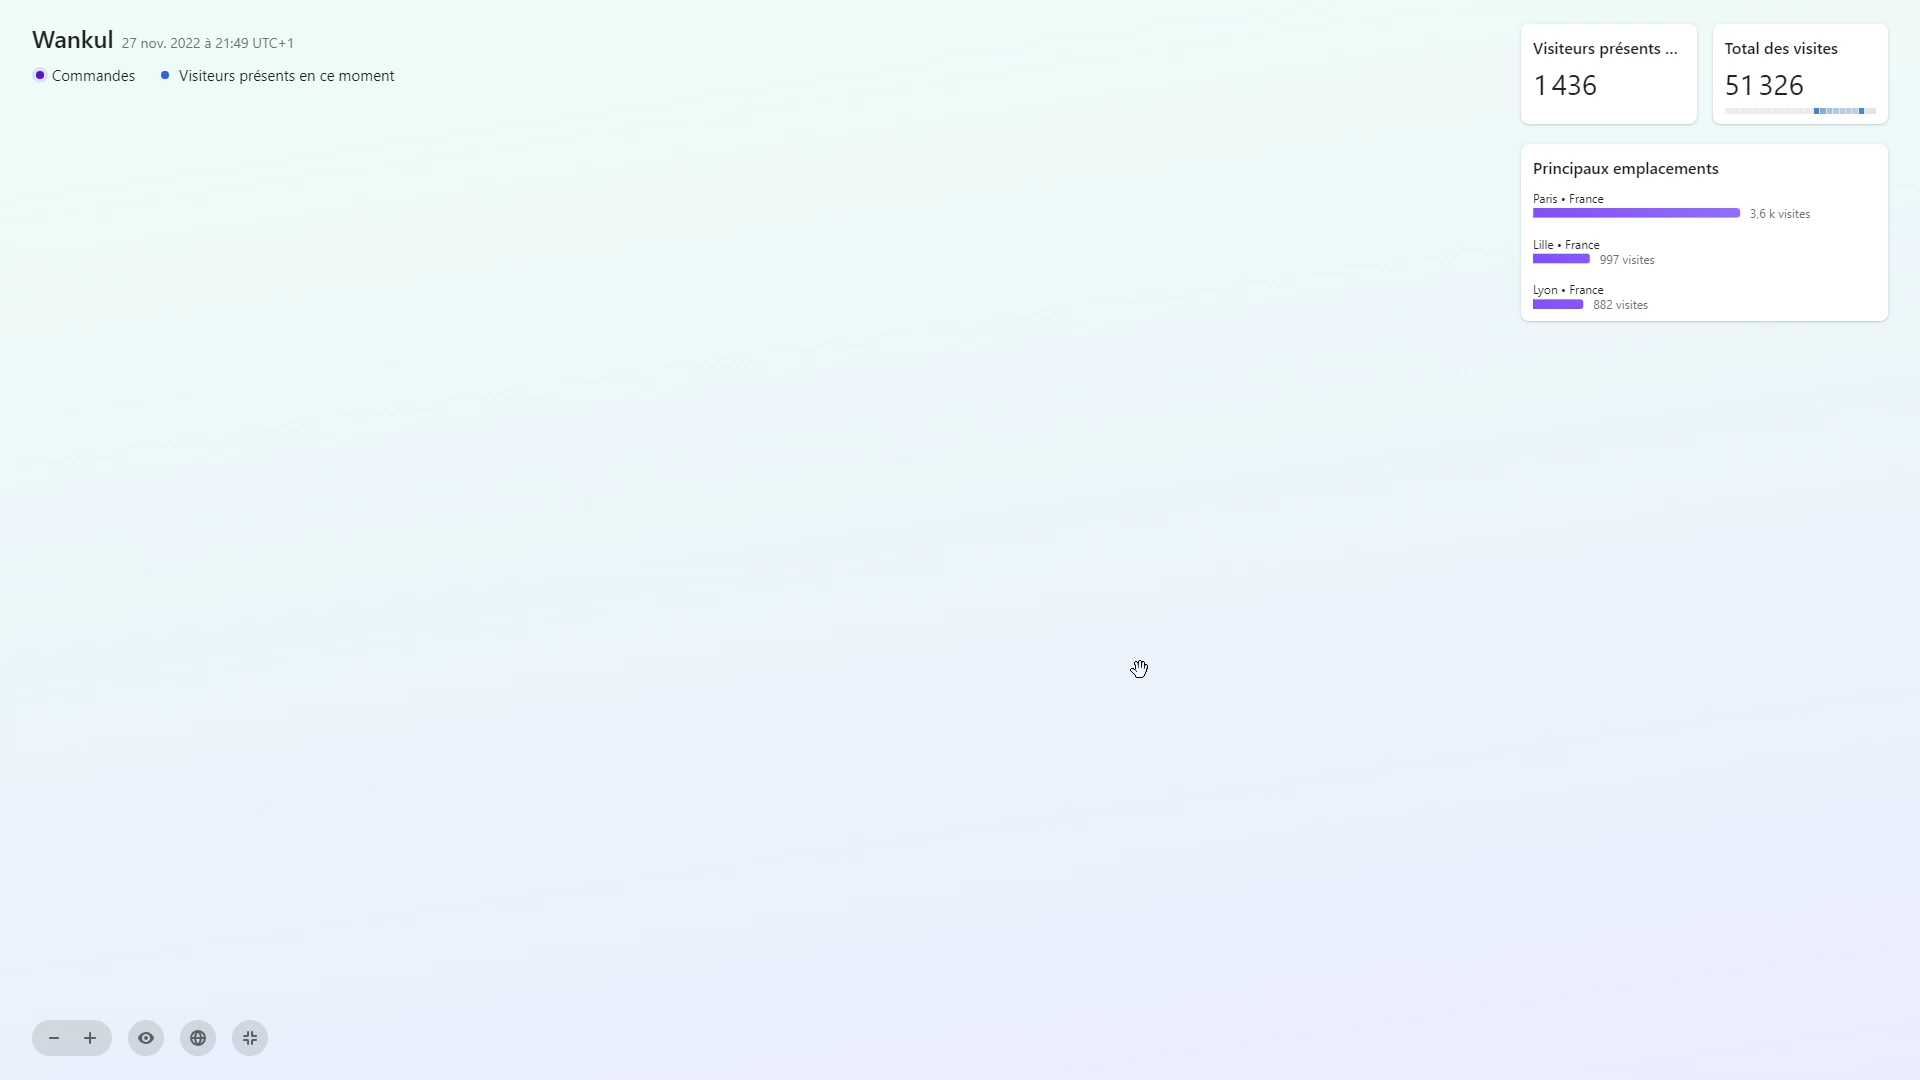 Wankul 27 nov. 2022 à 21:49 UTC+1
Commandes Visiteurs présents en ce moment
Visiteurs présents ...
1 436
Total des visites
51 326
Principaux emplacements
Paris • France
3,6 k visites
Lille • France
997 visites
Lyon • France
882 visites